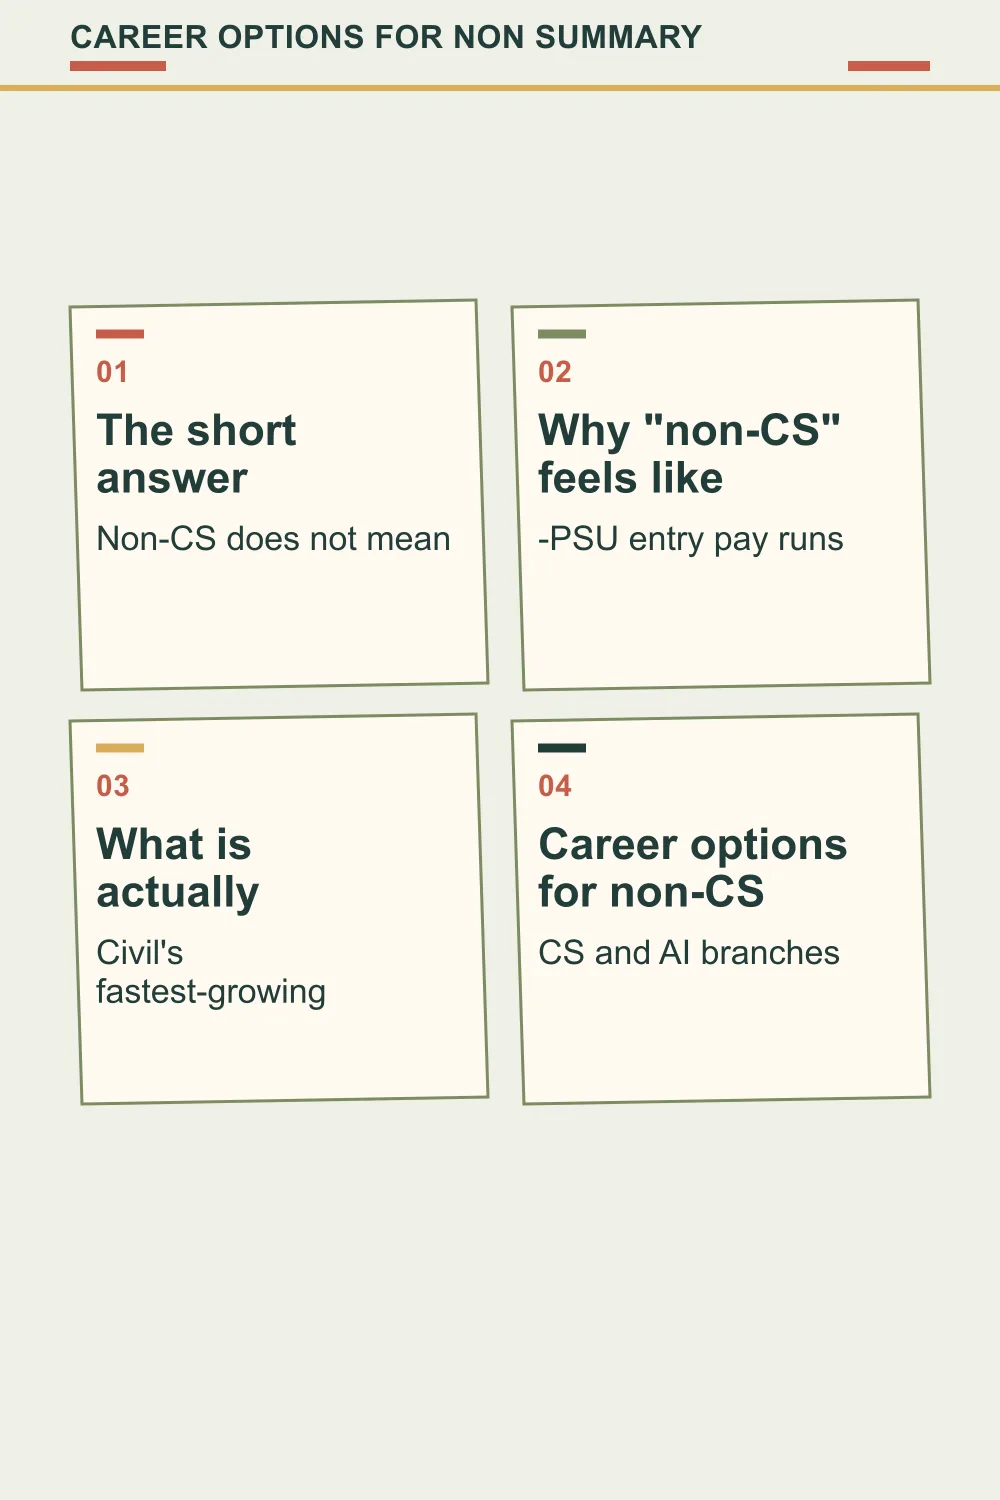 CAREER OPTIONS FOR NON SUMMARY
01
The short
answer
Non-CS does not mean
02
Why "non-CS"
feels like
-PSU entry pay runs
03
What is
actually
Civil's
fastest-growing
04
Career options
for non-CS
CS and AI branches